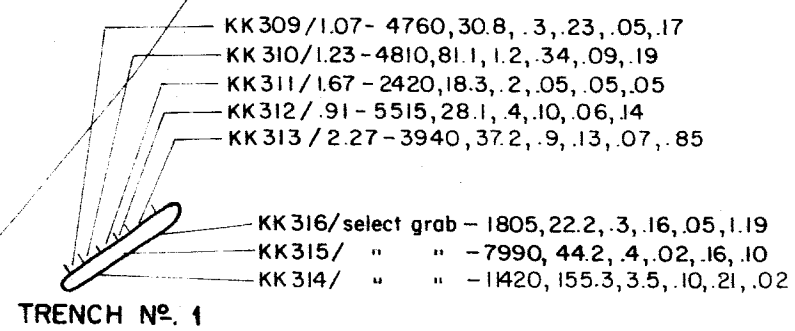 KK309/1.07- 4760,30.8, .3,.23,.05,.17
KK310/1.23-4810,81.1, 1.2,.34,.09,.19
KK311/1.67-2420,18.3,.2,.05,.05,.05
KK312/ .91-5515,28.1, .4,.10,.06,.14
KK313/2.27-3940,37.2,.9,.13,.07,.85
KK316/select grab - 1805,22.2,.3,.16,.05,1.19
KK315/ " " -7990, 44.2, .4,.02,.16,.10
KK314/ " " -11420,155.3,3.5,.10,.21,.02
TRENCH Nº. 1